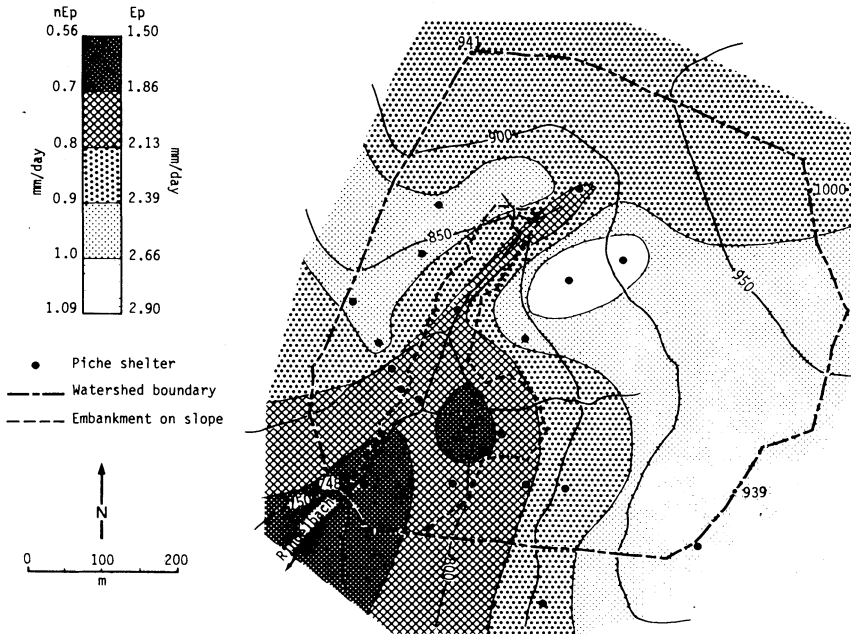 nEp Ep
0.56 1.50
0.7 1.86
0.8 2.13
0.9 2.39
1.0 2.66
1.09 2.90
mm/day
mm/day
Piche shelter
Watershed boundary
Embankment on slope
N
0 100 200
m
941
900
1000
850
950
939